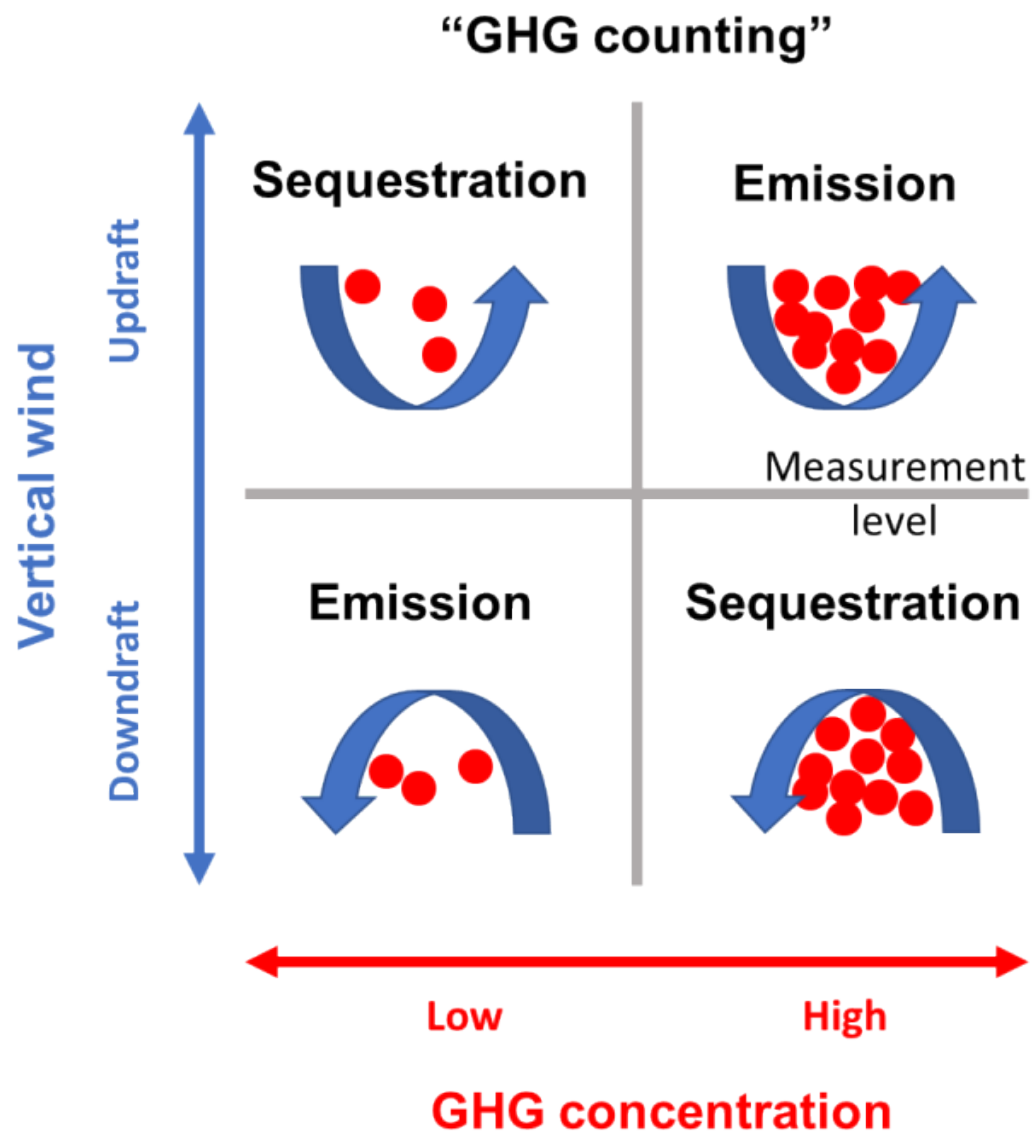 “GHG counting”
Sequestration
Emission
Updraft
Vertical wind
Measurement
level
Emission
Sequestration
Downdraft
Low
High
GHG concentration